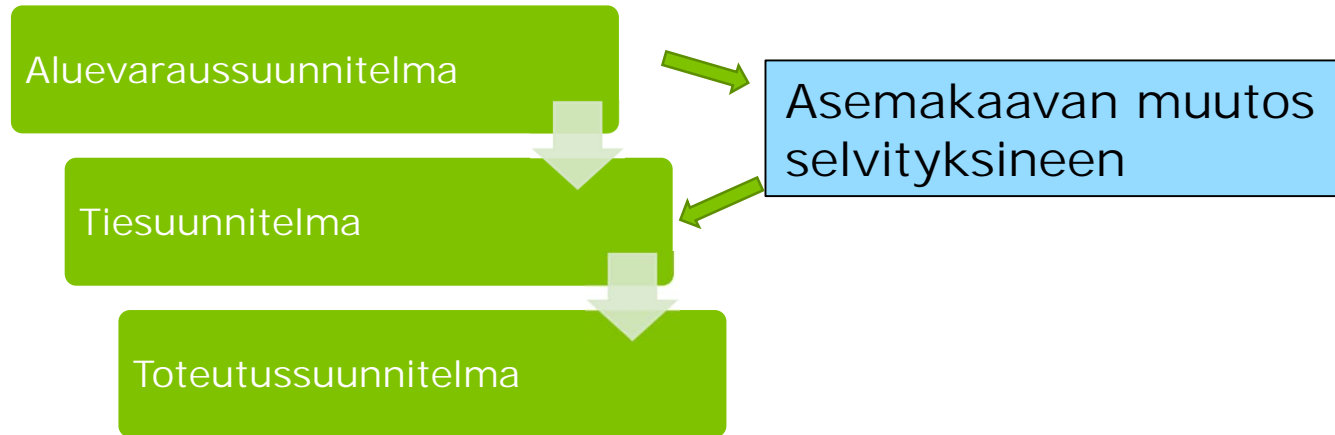 Aluevaraussuunnitelma
Asemakaavan muutos
selvityksineen
Tiesuunnitelma
Toteutussuunnitelma